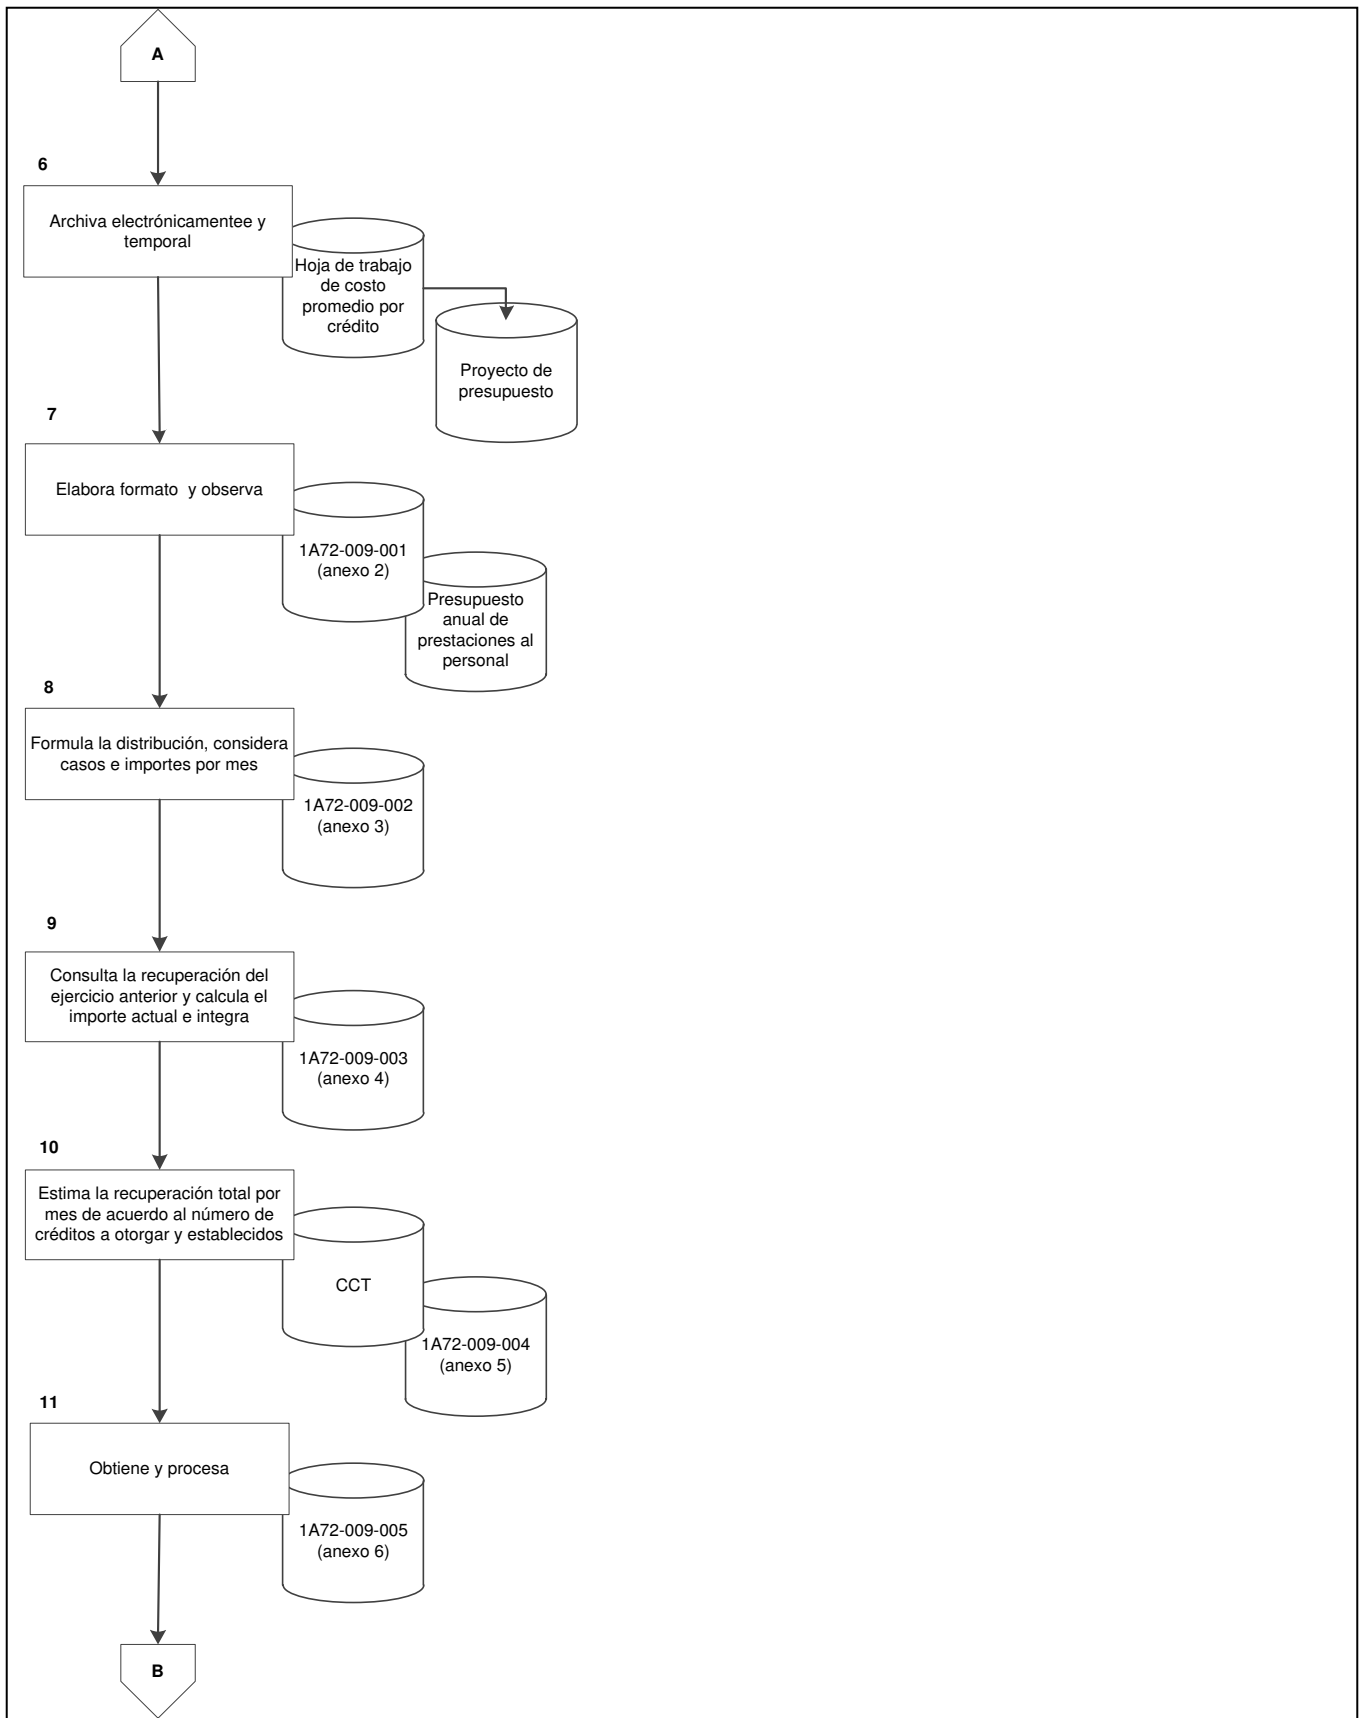 A
6
Archiva electrónicamentee y
temporal
Hoja de trabajo
de costo
promedio por
crédito
Proyecto de
presupuesto
7
Elabora formato  y observa
1A72-009-001
(anexo 2)
Presupuesto
anual de
prestaciones al
personal
8
Formula la distribución, considera
casos e importes por mes
1A72-009-002
(anexo 3)
9
Consulta la recuperación del
ejercicio anterior y calcula el
importe actual e integra
1A72-009-003
(anexo 4)
10
Estima la recuperación total por
mes de acuerdo al número de
créditos a otorgar y establecidos
CCT
1A72-009-004
(anexo 5)
11
Obtiene y procesa
1A72-009-005
(anexo 6)
B